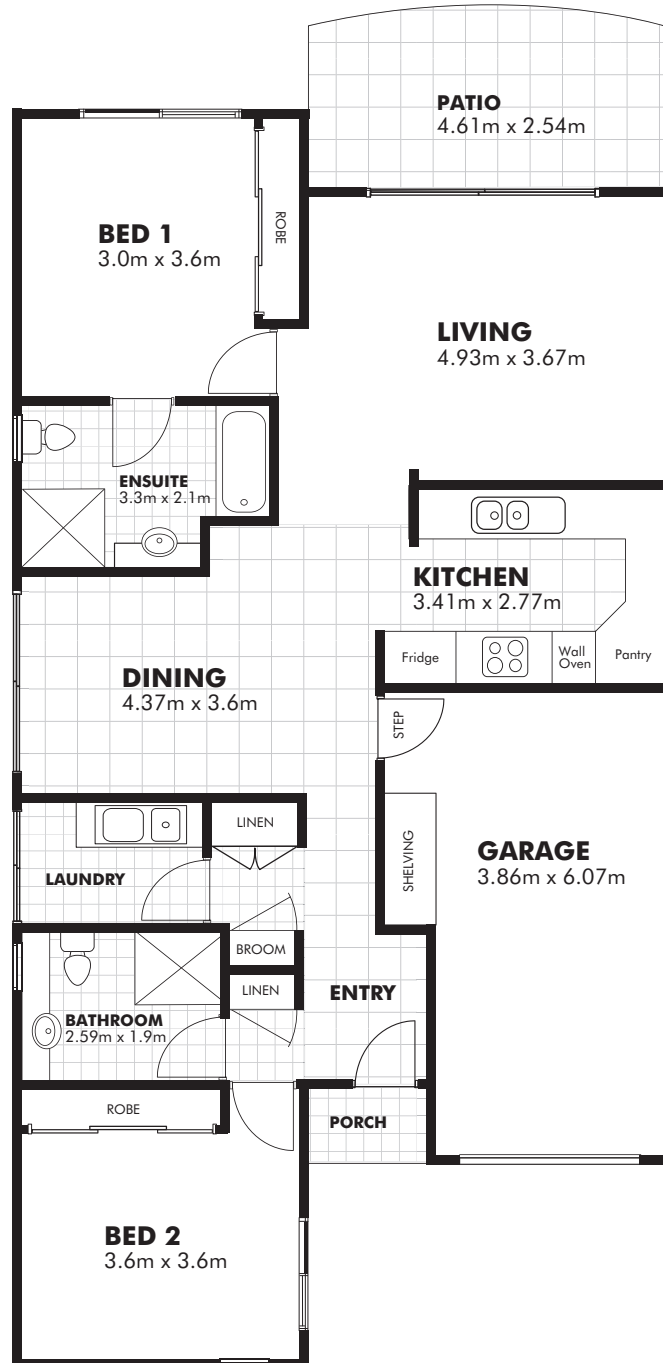 PATIO
4.61m x 2.54m
BED 1
3.0m x 3.6m
ROBE
LIVING
4.93m x 3.67m
ENSUITE
3.3m x 2.1m
KITCHEN
3.41m x 2.77m
Fridge
Wall
Oven
Pantry
DINING
4.37m x 3.6m
STEP
LINEN
SHELVING
GARAGE
3.86m x 6.07m
LAUNDRY
BROOM
LINEN
ENTRY
BATHROOM
2.59m x 1.9m
ROBE
PORCH
BED 2
3.6m x 3.6m